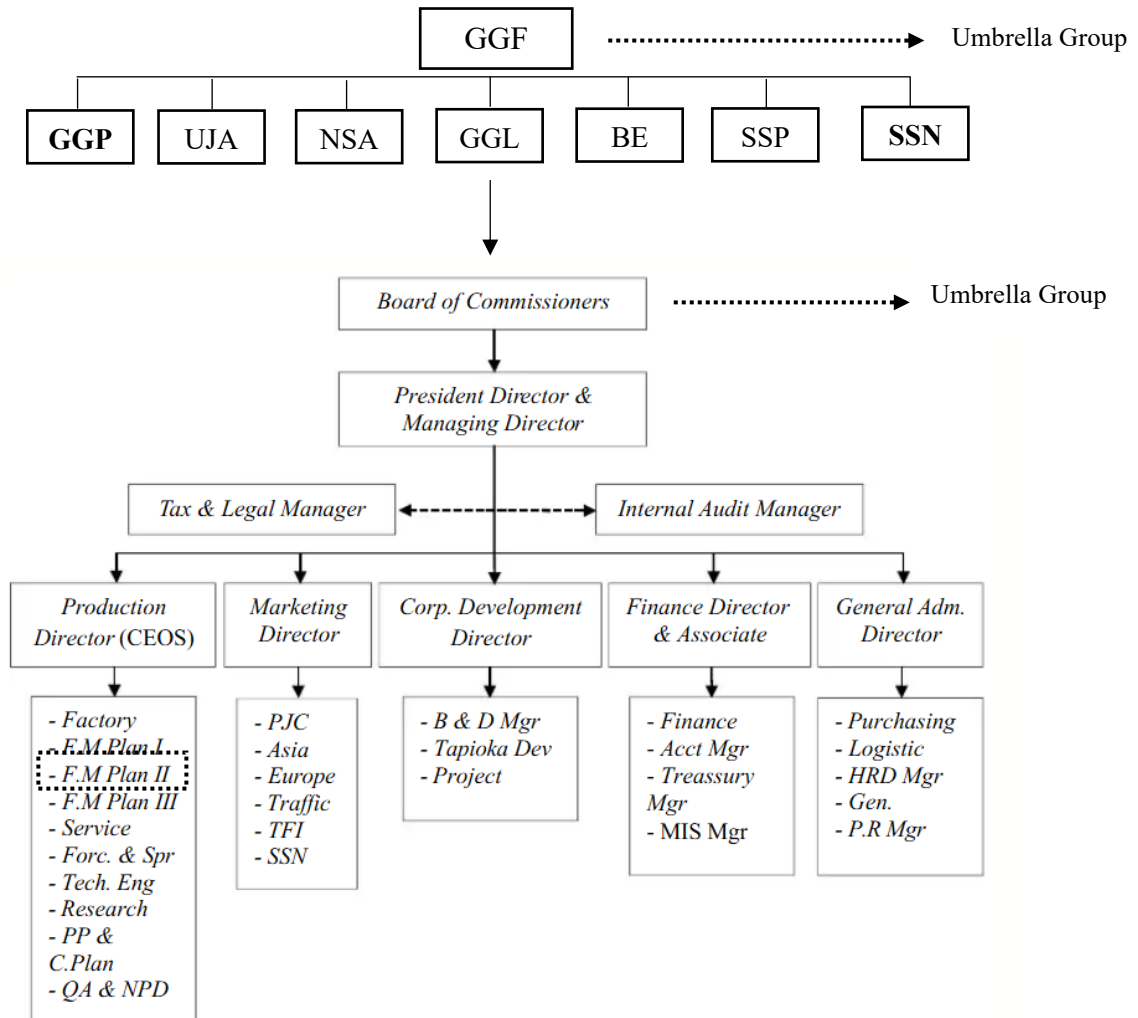 GGF
Umbrella Group
GGP
UJA
NSA
GGL
BE
SSP
SSN
Board of Commissioners
Umbrella Group
President Director &
Managing Director
Tax & Legal Manager
Internal Audit Manager
Production
Director (CEOS)
Marketing
Director
Corp. Development
Director
Finance Director
& Associate
General Adm.
Director
- Factory
- F.M Plan I
- F.M Plan II
- F.M Plan III
- Service
- Forc. & Spr
- Tech. Eng
- Research
- PP &
C.Plan
- QA & NPD
- PJC
- Asia
- Europe
- Traffic
- TFI
- SSN
- B & D Mgr
- Tapioka Dev
- Project
- Finance
- Acct Mgr
- Treassury
Mgr
- MIS Mgr
- Purchasing
- Logistic
- HRD Mgr
- Gen.
- P.R Mgr